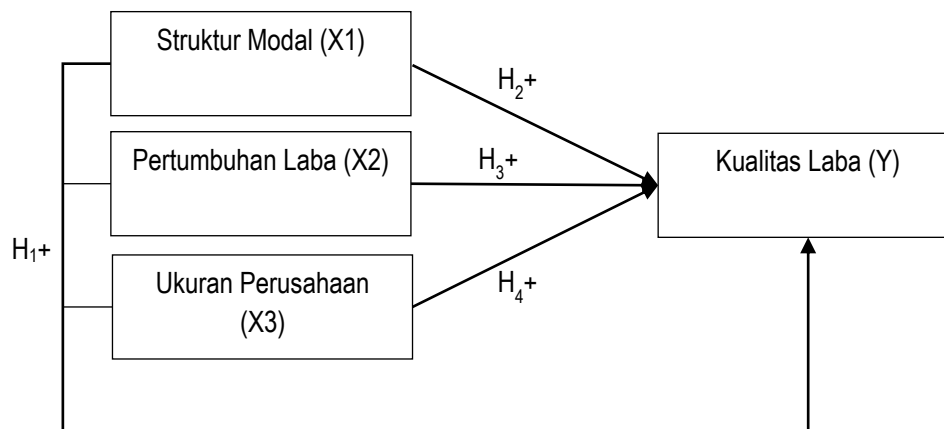 Struktur Modal (X1)
H₂+
Pertumbuhan Laba (X2)
H₃+
Kualitas Laba (Y)
H₁+
Ukuran Perusahaan
(X3)
H₄+